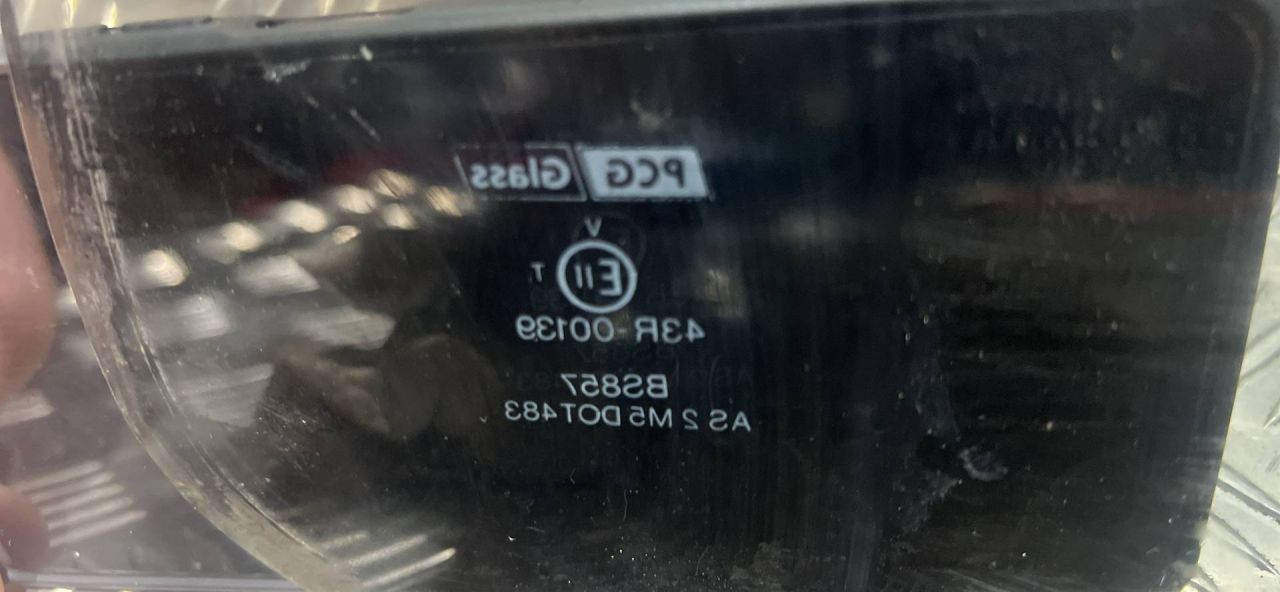 PCG Glass
V
E11 T
43R-00139
BS857
AS 2 M5 DOT483